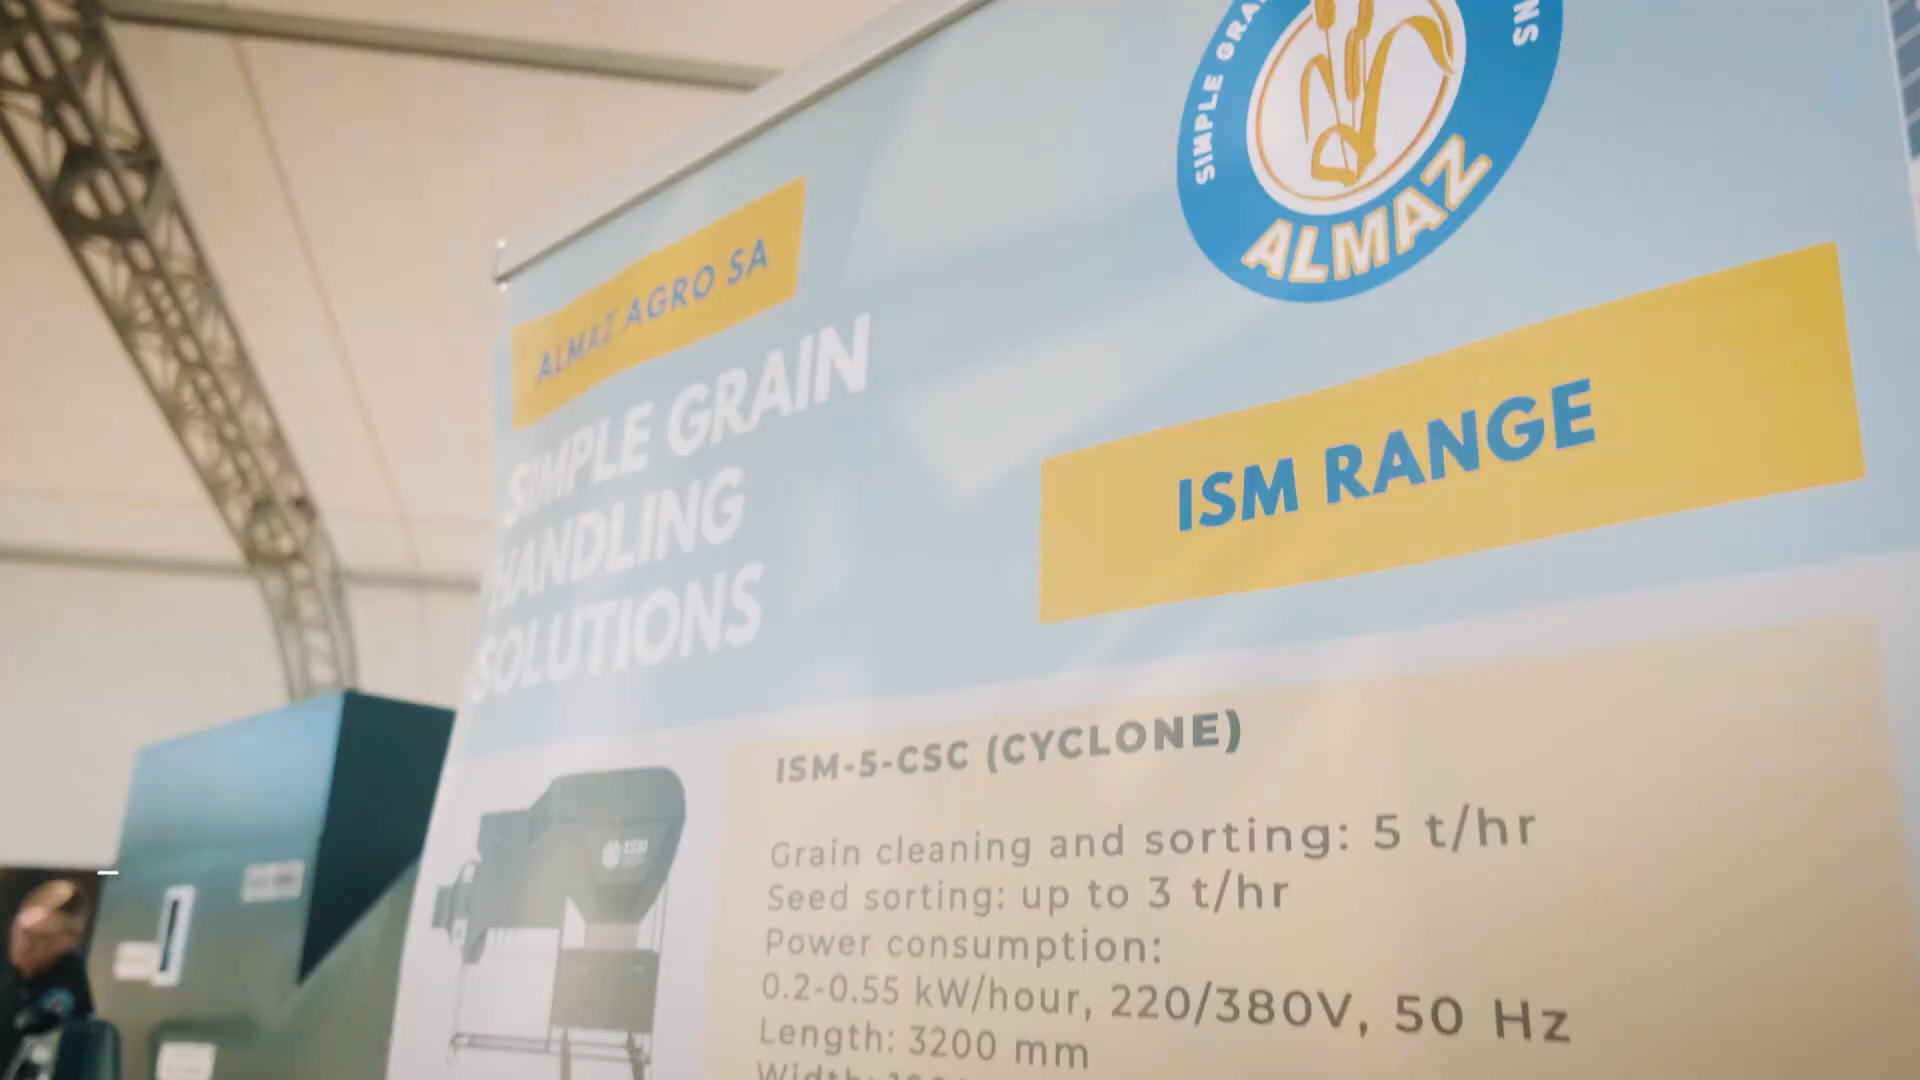 ALMAZ AGRO SA
SIMPLE GRAIN
HANDLING
SOLUTIONS
SIMPLE
ALMAZ
ISM RANGE
ISM-5-CSC (CYCLONE)
Grain cleaning and sorting: 5 t/hr
Seed sorting: up to 3 t/hr
Power consumption:
0.2-0.55 kW/hour, 220/380V, 50 Hz
Length: 3200 mm
Width: